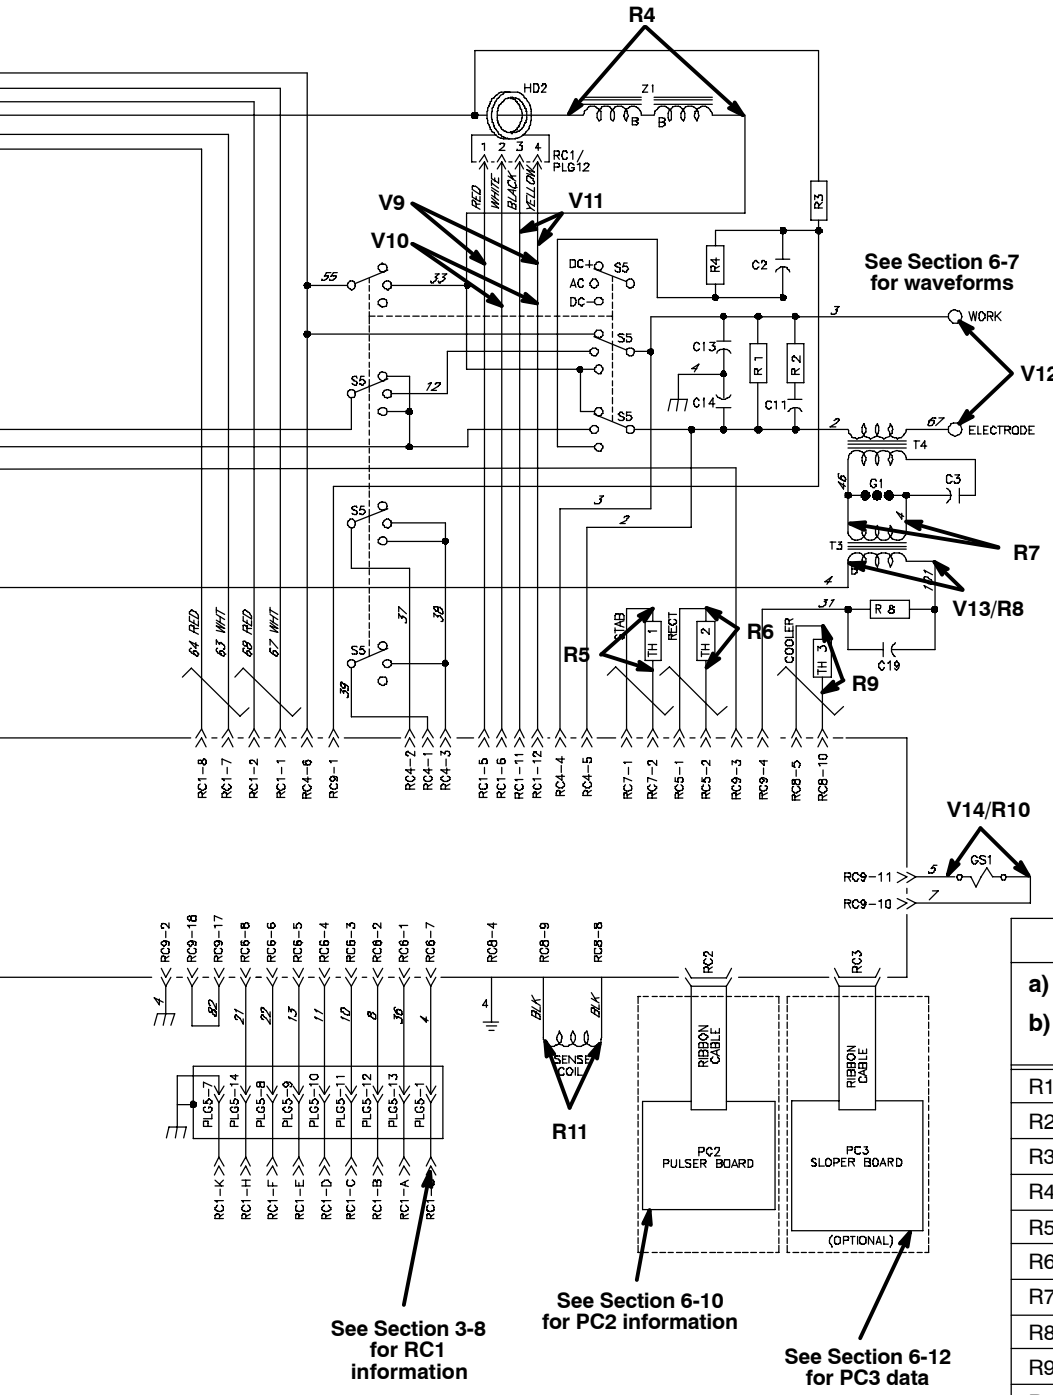 R4
HD2
Z1
B
B
1 2 3 4
RC1/
PLG12
RED
WHITE
BLACK
YELLOW
V9
V11
V10
R3
R4
C2
See Section 6-7
for waveforms
55
33
DC+
AC
DC-
S5
3
WORK
S5
C13
R 1
R 2
V12
4
S5
12
C14
C11
S5
2
67
ELECTRODE
T4
46
G1
C3
S5
3
2
4
T3
R7
B
101
4
V13/R8
64 RED
63 WHT
68 RED
67 WHT
37
38
31
R 8
STAB
TH 1
RECT
TH 2
R6
COOLER
TH 3
C19
S5
R5
39
R9
RC1-8
RC1-7
RC1-2
RC1-1
RC4-6
RC9-1
RC4-2
RC4-1
RC4-3
RC1-5
RC1-6
RC1-11
RC1-12
RC4-4
RC4-5
RC7-1
RC7-2
RC5-1
RC5-2
RC9-3
RC9-4
RC8-5
RC8-10
V14/R10
GS1
RC9-11
5
RC9-10
7
RC9-2
RC9-18
RC9-17
RC6-8
RC6-6
RC6-5
RC6-4
RC6-3
RC6-2
RC6-1
RC6-7
RC8-4
RC8-9
RC8-8
RC2
RC3
a)
b)
4
82
21
22
13
11
10
8
36
4
4
BLK
BLK
SENSE
COIL
RIBBON
CABLE
RIBBON
CABLE
PLG5-7
PLG5-14
PLG5-8
PLG5-9
PLG5-10
PLG5-11
PLG5-12
PLG5-13
PLG5-1
R11
PC2
PULSER BOARD
PC3
SLOPER BOARD
RC1-K
RC1-H
RC1-F
RC1-E
RC1-D
RC1-C
RC1-B
RC1-A
(OPTIONAL)
See Section 3-8
for RC1
information
See Section 6-10
for PC2 information
See Section 6-12
for PC3 data
R1
R2
R3
R4
R5
R6
R7
R8
R9